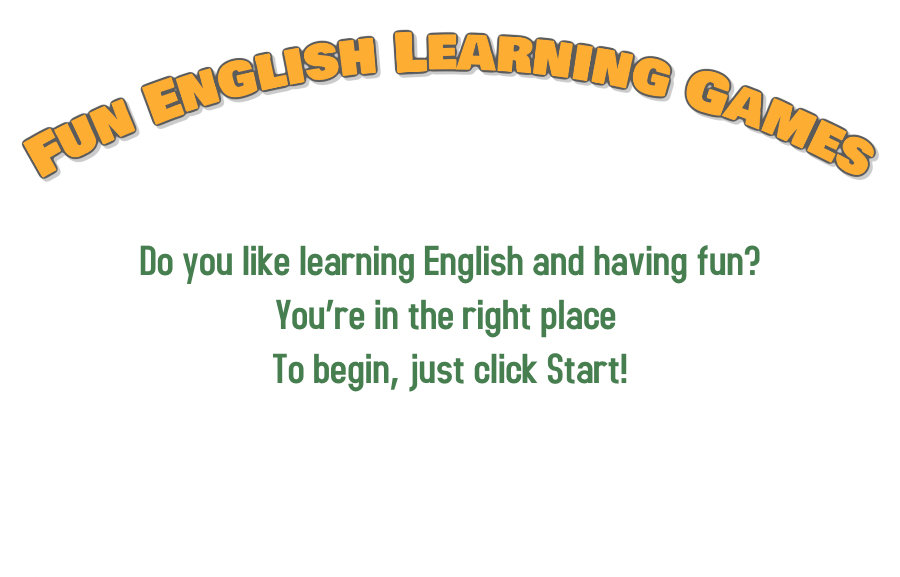 Fun English Learning Games
Do you like learning English and having fun?
You're in the right place
To begin, just click Start!